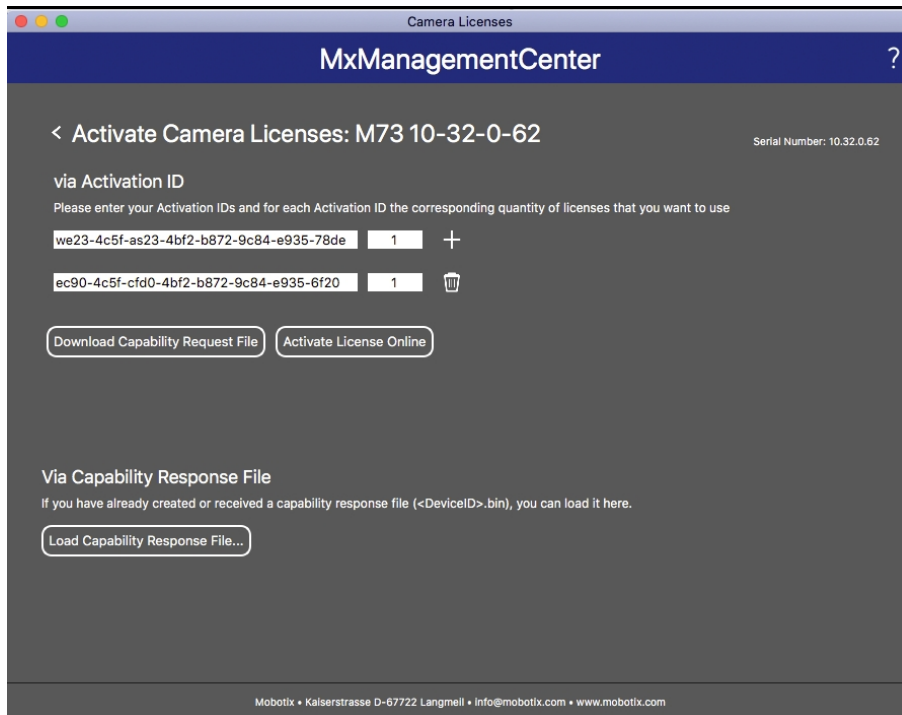 Camera Licenses
MxManagementCenter
?
< Activate Camera Licenses: M73 10-32-0-62
Serial Number: 10.32.0.62
via Activation ID
Please enter your Activation IDs and for each Activation ID the corresponding quantity of licenses that you want to use
we23-4c5f-as23-4bf2-b872-9c84-e935-78de 1 +
ec90-4c5f-cfd0-4bf2-b872-9c84-e935-6f20 1
Download Capability Request File Activate License Online
Via Capability Response File
If you have already created or received a capability response file (<DeviceID>.bin), you can load it here.
Load Capability Response File...
Mobotix • Kaiserstrasse D-67722 Langmeil • info@mobotix.com • www.mobotix.com